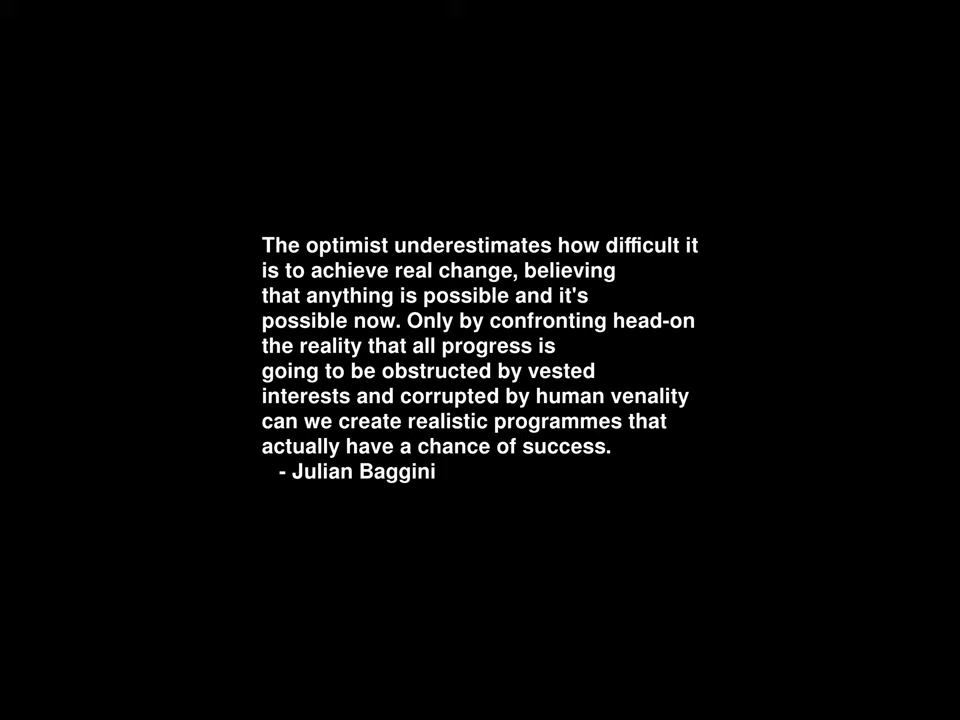 The optimist underestimates how difficult it
is to achieve real change, believing
that anything is possible and it's
possible now. Only by confronting head-on
the reality that all progress is
going to be obstructed by vested
interests and corrupted by human venality
can we create realistic programmes that
actually have a chance of success.
- Julian Baggini